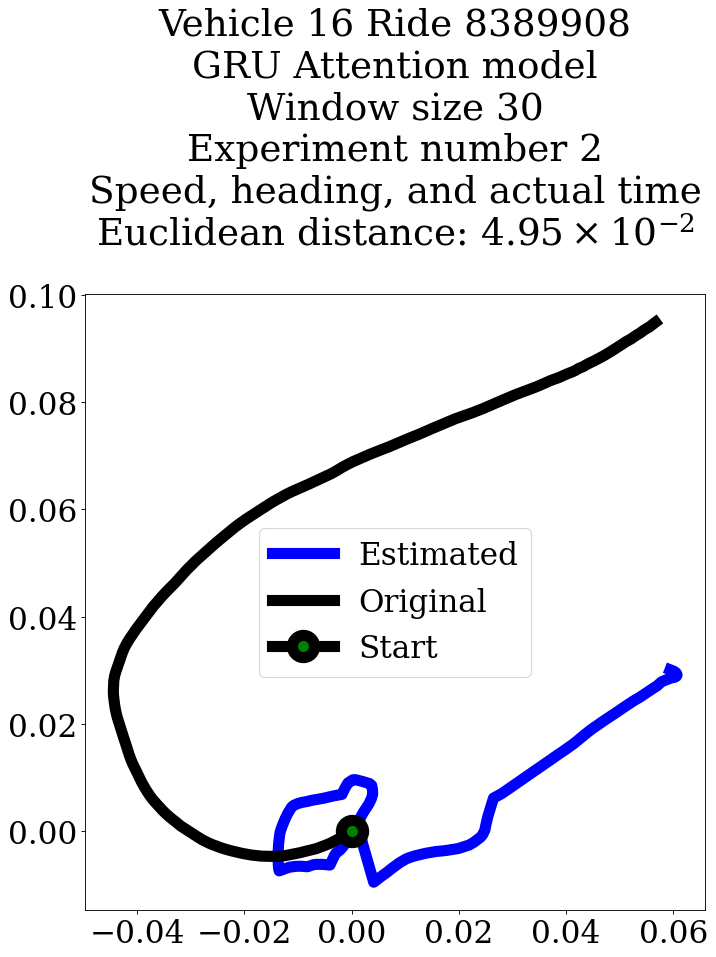 Vehicle 16 Ride 8389908
GRU Attention model
Window size 30
Experiment number 2
Speed, heading, and actual time
Euclidean distance: 4.95 × 10⁻²
0.10
0.08
0.06
0.04
0.02
0.00
Estimated
Original
Start
−0.04 −0.02 0.00 0.02 0.04 0.06